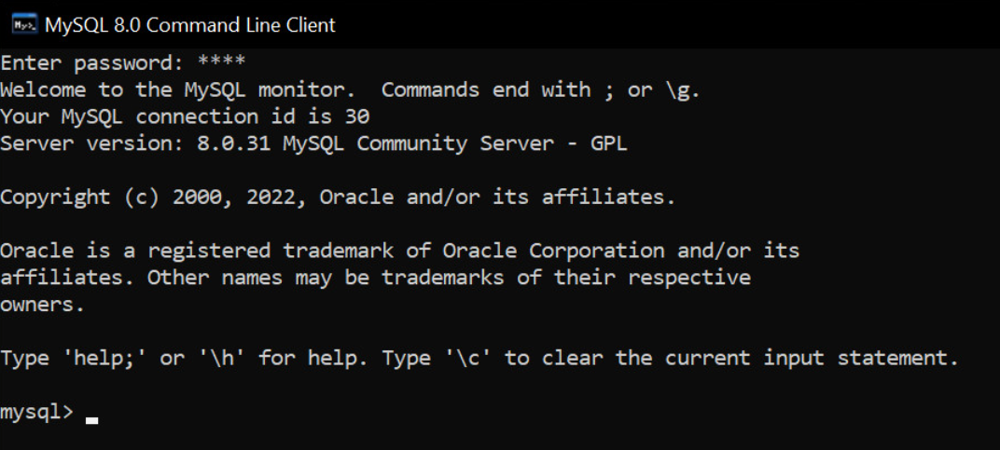 MySQL 8.0 Command Line Client
Enter password: ****
Welcome to the MySQL monitor.  Commands end with ; or \g.
Your MySQL connection id is 30
Server version: 8.0.31 MySQL Community Server - GPL

Copyright (c) 2000, 2022, Oracle and/or its affiliates.

Oracle is a registered trademark of Oracle Corporation and/or its
affiliates. Other names may be trademarks of their respective
owners.

Type 'help;' or '\h' for help. Type '\c' to clear the current input statement.

mysql>